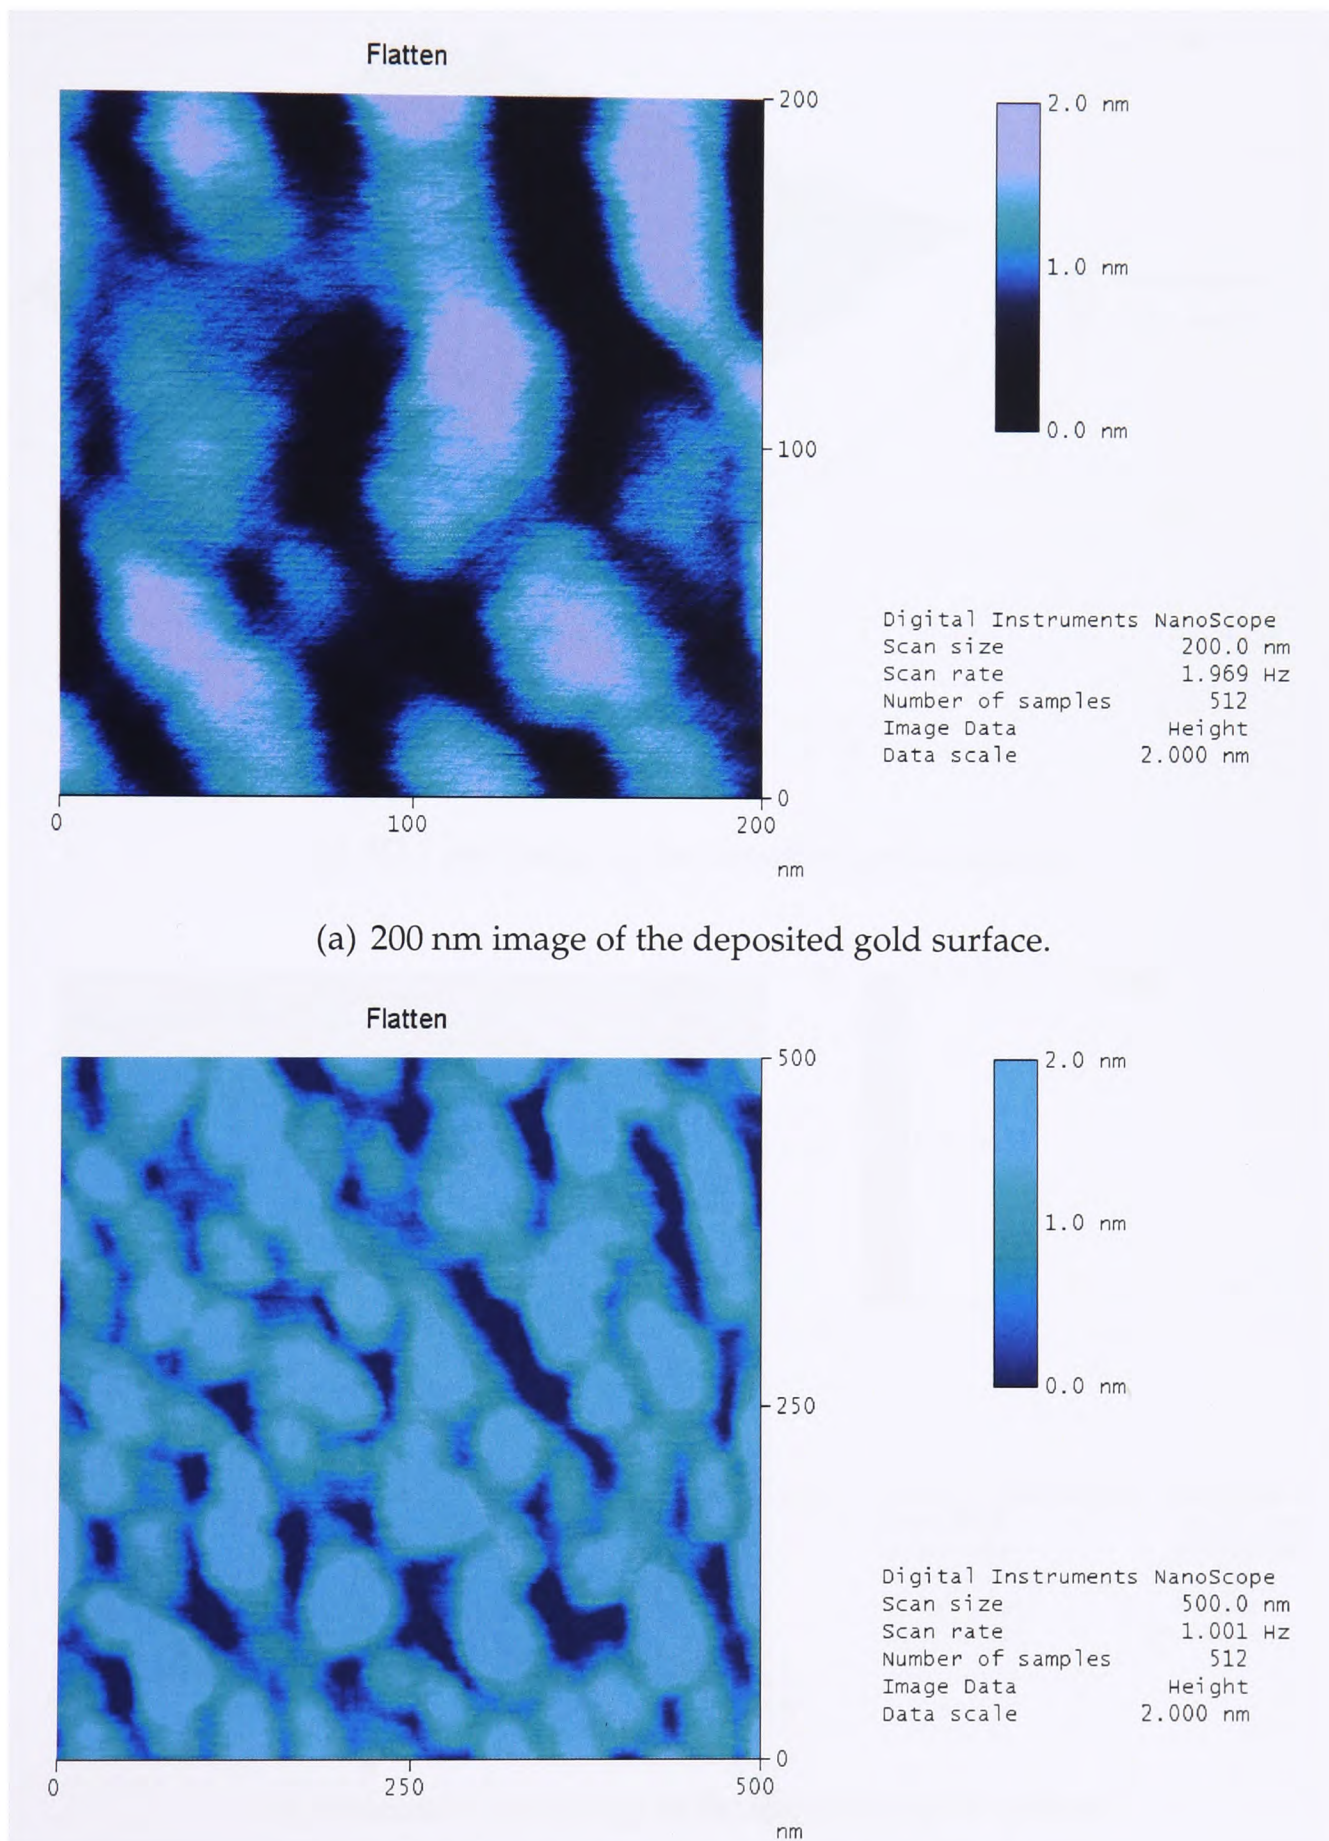 Flatten
200
100
0
0 100 200
nm
2.0 nm
1.0 nm
0.0 nm
Digital Instruments NanoScope
Scan size 200.0 nm
Scan rate 1.969 Hz
Number of samples 512
Image Data Height
Data scale 2.000 nm
(a) 200 nm image of the deposited gold surface.
Flatten
500
250
0
0 250 500
nm
2.0 nm
1.0 nm
0.0 nm
Digital Instruments NanoScope
Scan size 500.0 nm
Scan rate 1.001 Hz
Number of samples 512
Image Data Height
Data scale 2.000 nm